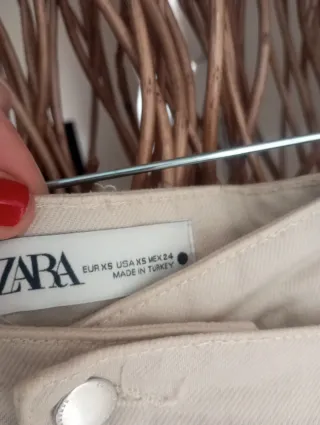 ZARA
EUR XS USA XS MEX 24
MADE IN TURKEY